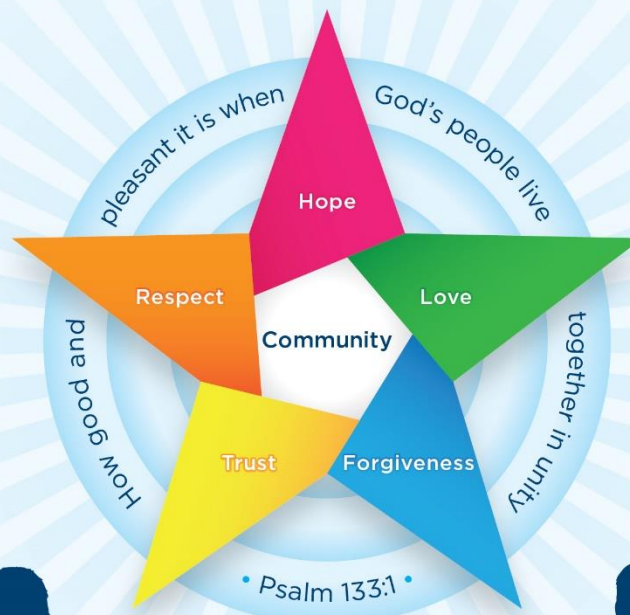 How good and
pleasant it is when
God's people live
together in unity
• Psalm 133:1 •
Hope
Respect
Love
Community
Trust
Forgiveness